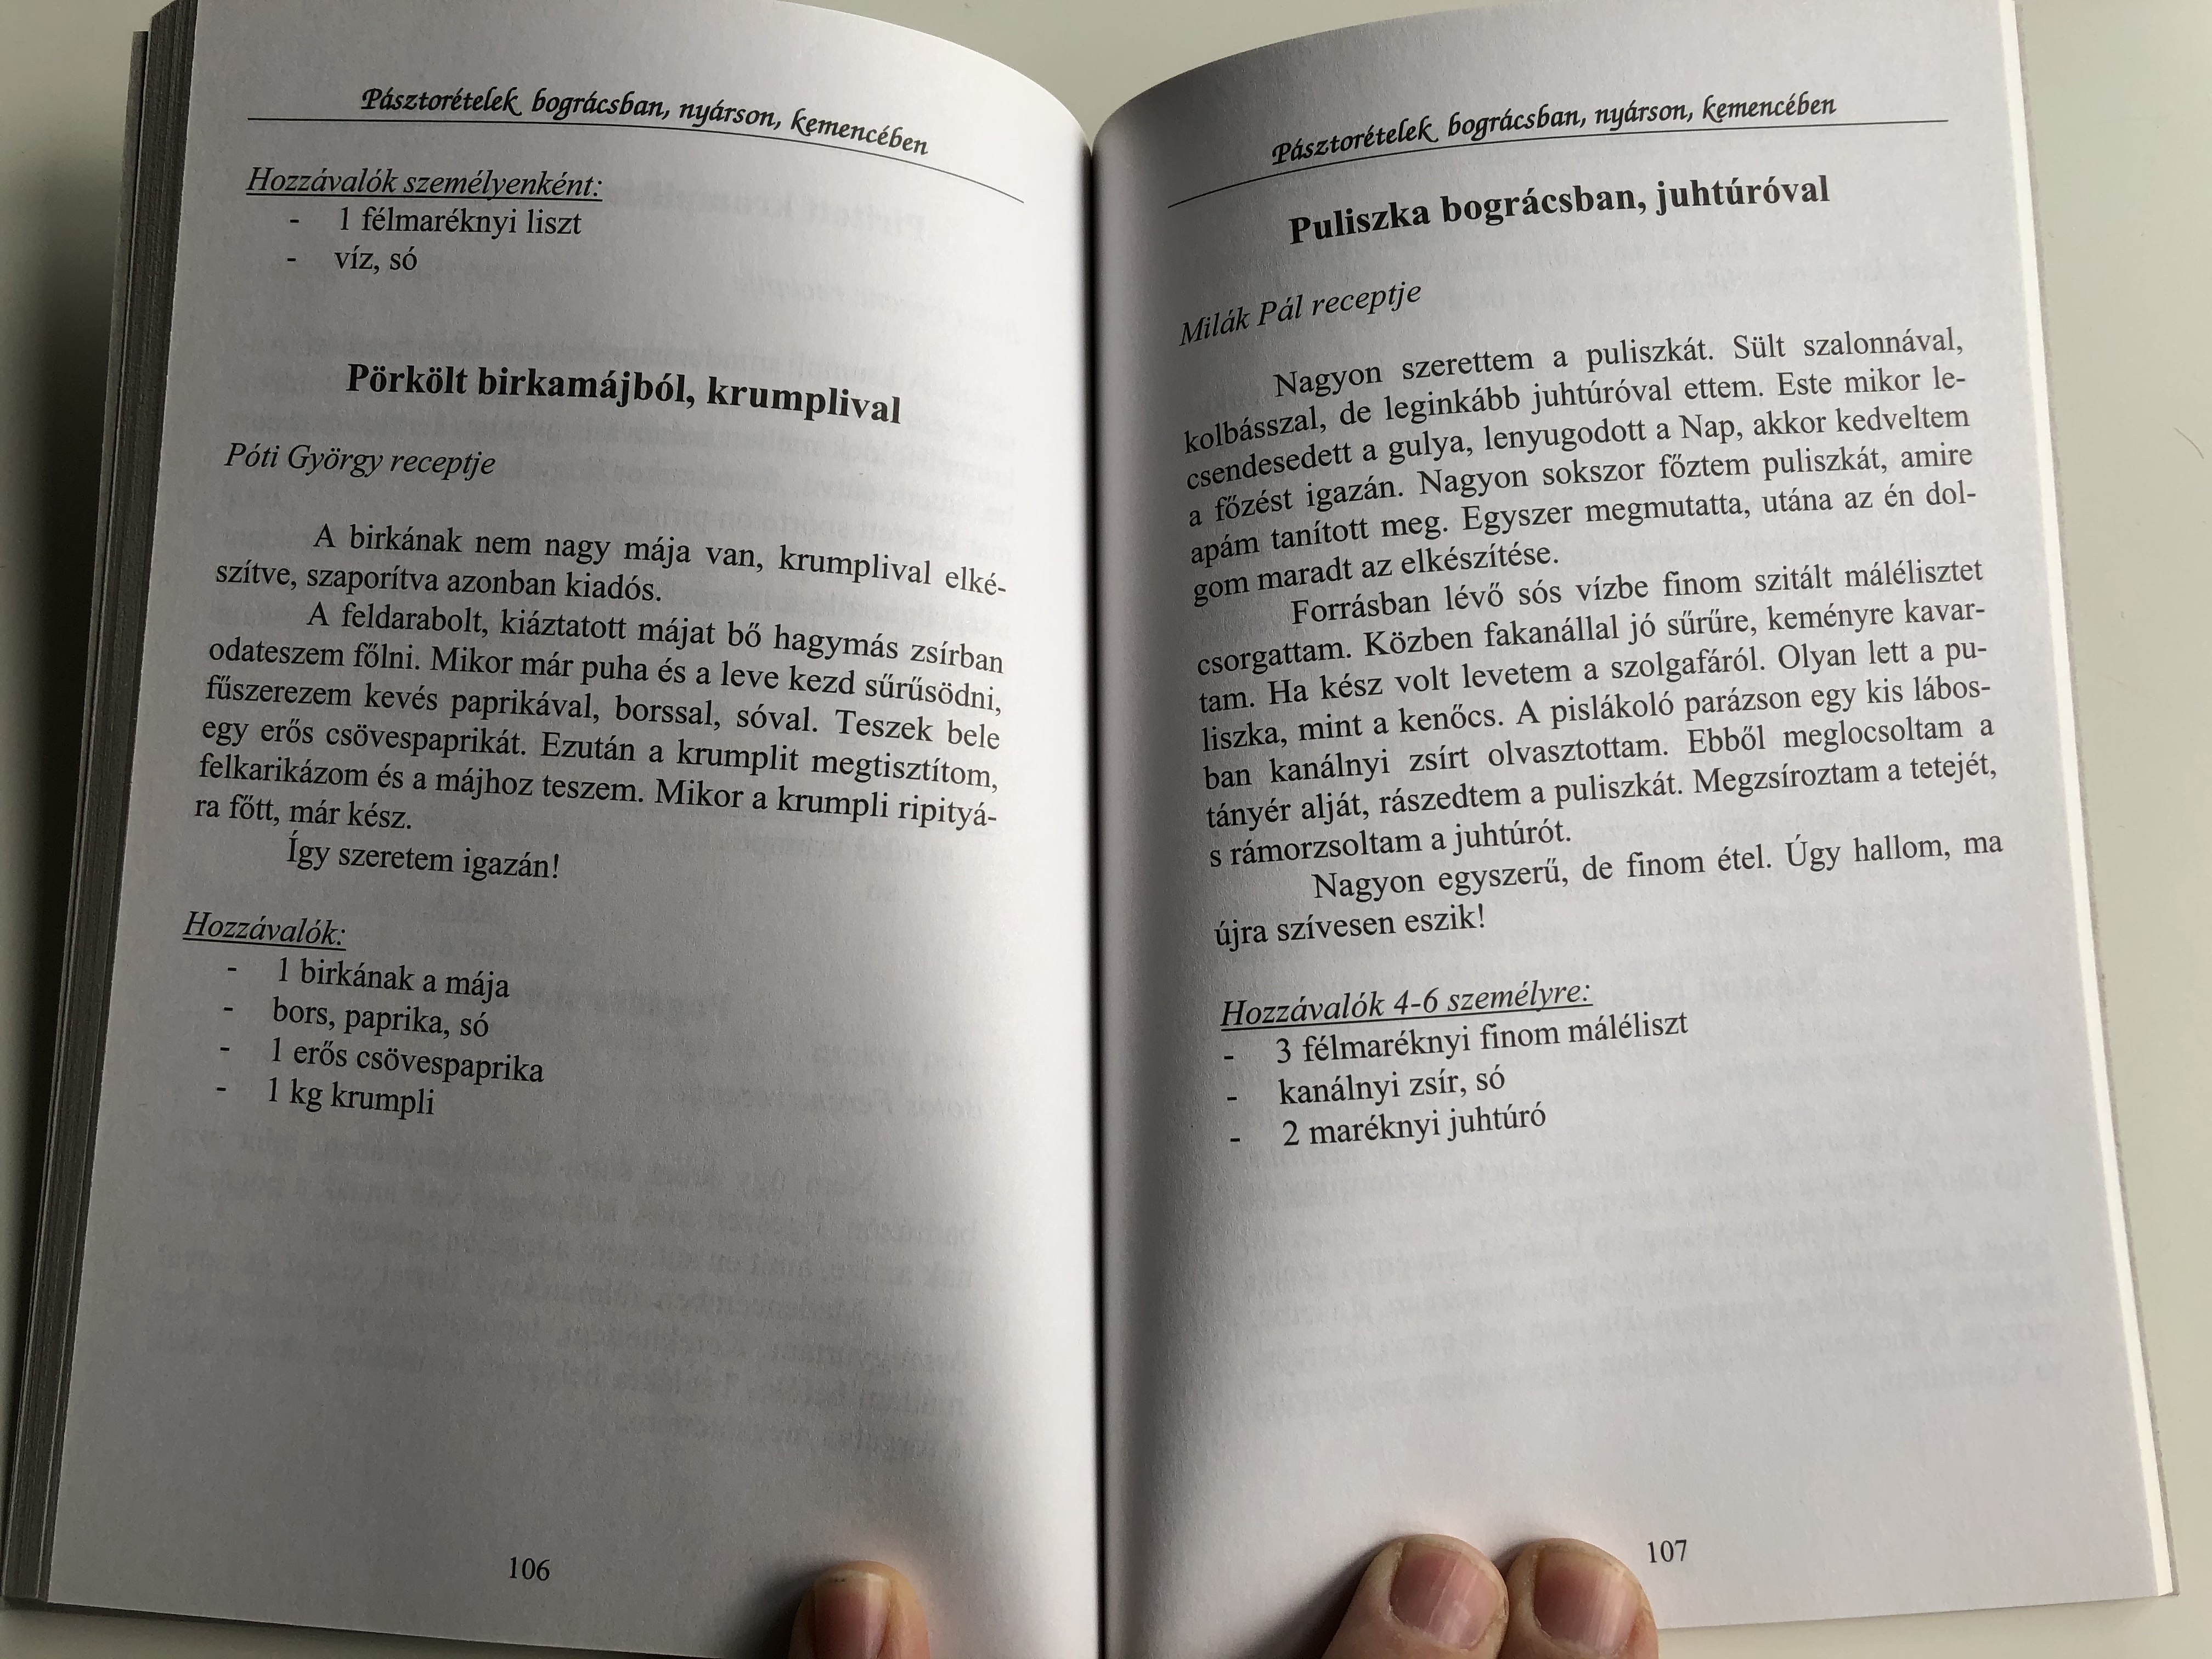 Pásztorételek bográcsban, nyárson, kemencében
Hozzávalók személyenként:
- 1 félmaréknyi liszt
- víz, só
Pörkölt birkamájból, krumplival
Póti György receptje
A birkának nem nagy mája van, krumplival elké-
szítve, szaporítva azonban kiadós.
A feldarabolt, kiáztatott májat bő hagymás zsírban
odateszem főlni. Mikor már puha és a leve kezd sűrűsödni,
fűszerezem kevés paprikával, borssal, sóval. Teszek bele
egy erős csövespaprikát. Ezután a krumplit megtisztítom,
felkarikázom és a májhoz teszem. Mikor a krumpli ripityá-
ra főtt, már kész.
Így szeretem igazán!
Hozzávalók:
- 1 birkának a mája
- bors, paprika, só
- 1 erős csövespaprika
- 1 kg krumpli
106
Pásztorételek bográcsban, nyárson, kemencében
Puliszka bográcsban, juhtúróval
Milák Pál receptje
Nagyon szerettem a puliszkát. Sült szalonnával,
kolbásszal, de leginkább juhtúróval ettem. Este mikor le-
csendesedett a gulya, lenyugodott a Nap, akkor kedveltem
a főzést igazán. Nagyon sokszor főztem puliszkát, amire
apám tanított meg. Egyszer megmutatta, utána az én dol-
gom maradt az elkészítése.
Forrásban lévő sós vízbe finom szitált málélisztet
csorgattam. Közben fakanállal jó sűrűre, keményre kavar-
tam. Ha kész volt levetem a szolgafáról. Olyan lett a pu-
liszka, mint a kenőcs. A pislákoló parázson egy kis lábos-
ban kanálnyi zsírt olvasztottam. Ebből meglocsoltam a
tányér alját, rászedtem a puliszkát. Megzsíroztam a tetejét,
s rámorzsoltam a juhtúrót.
Nagyon egyszerű, de finom étel. Úgy hallom, ma
újra szívesen eszik!
Hozzávalók 4-6 személyre:
- 3 félmaréknyi finom máléliszt
- kanálnyi zsír, só
- 2 maréknyi juhtúró
107